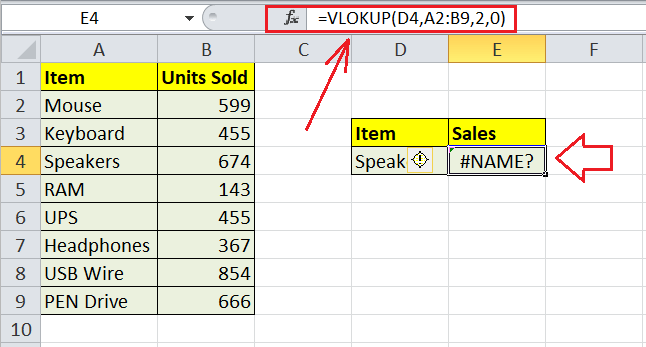 E4 fx =VLOKUP(D4,A2:B9,2,0)
A B C D E F
1 Item Units Sold
2 Mouse 599
3 Keyboard 455 Item Sales
4 Speakers 674 Speak #NAME?
5 RAM 143
6 UPS 455
7 Headphones 367
8 USB Wire 854
9 PEN Drive 666
10